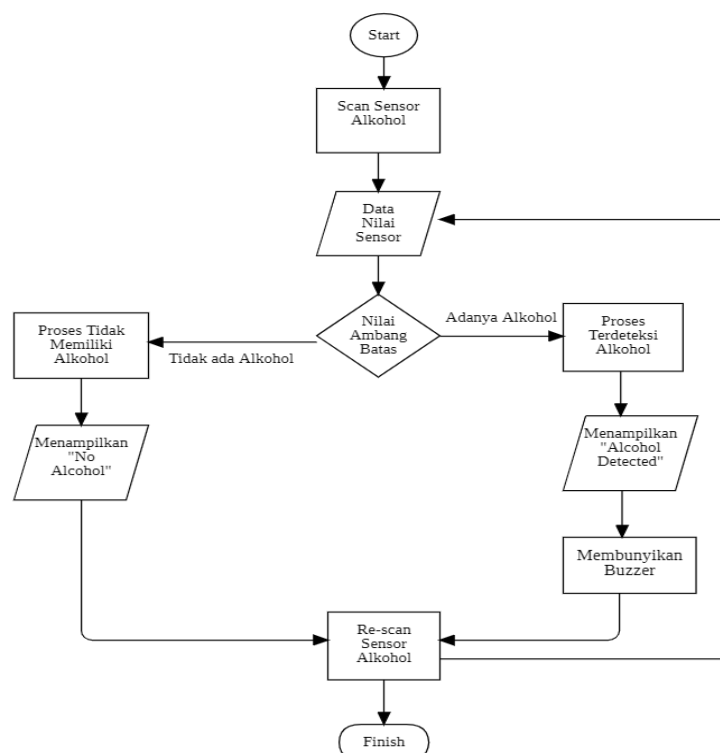 Start
Scan Sensor
Alkohol
Data
Nilai
Sensor
Nilai
Ambang
Batas
Adanya Alkohol
Proses
Terdeteksi
Alkohol
Tidak ada Alkohol
Proses Tidak
Memiliki
Alkohol
Menampilkan
"No
Alcohol"
Menampilkan
"Alcohol
Detected"
Membunyikan
Buzzer
Re-scan
Sensor
Alkohol
Finish